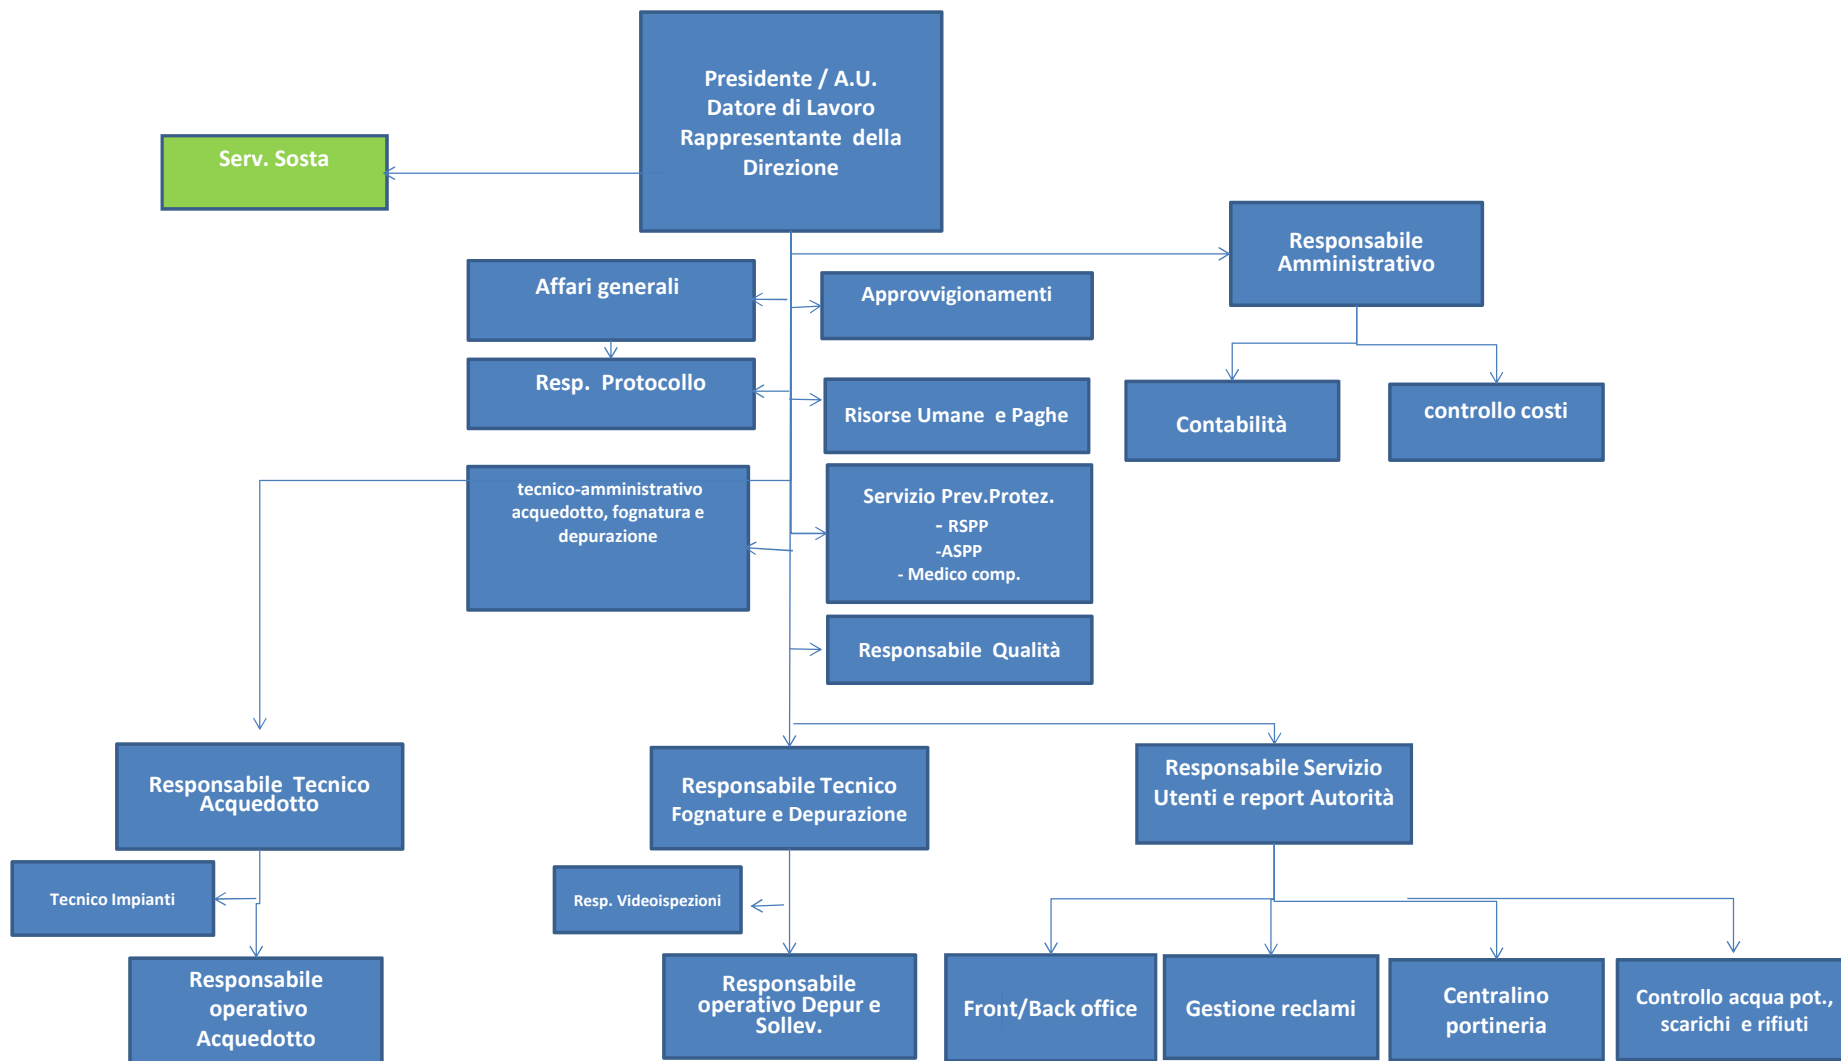 Presidente / A.U.
Datore di Lavoro
Rappresentante della
Direzione
Serv. Sosta
Responsabile
Amministrativo
Affari generali
Approvvigionamenti
Resp. Protocollo
Risorse Umane e Paghe
Contabilità
controllo costi
tecnico-amministrativo
acquedotto, fognatura e
depurazione
Servizio Prev.Protez.
- RSPP
-ASPP
- Medico comp.
Responsabile Qualità
Responsabile Tecnico
Acquedotto
Responsabile Tecnico
Fognature e Depurazione
Responsabile Servizio
Utenti e report Autorità
Tecnico Impianti
Resp. Videoispezioni
Responsabile
operativo
Acquedotto
Responsabile
operativo Depur e
Sollev.
Front/Back office
Gestione reclami
Centralino
portineria
Controllo acqua pot.,
scarichi e rifiuti